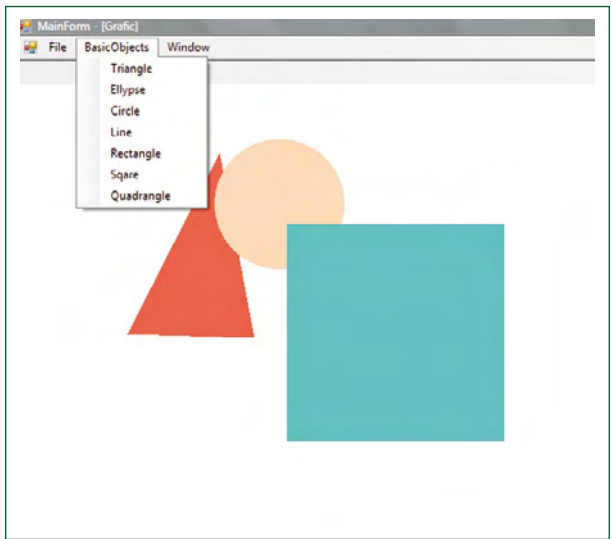 MainForm - [Grafic]
File BasicObjects Window
Triangle
Ellypse
Circle
Line
Rectangle
Sqare
Quadrangle